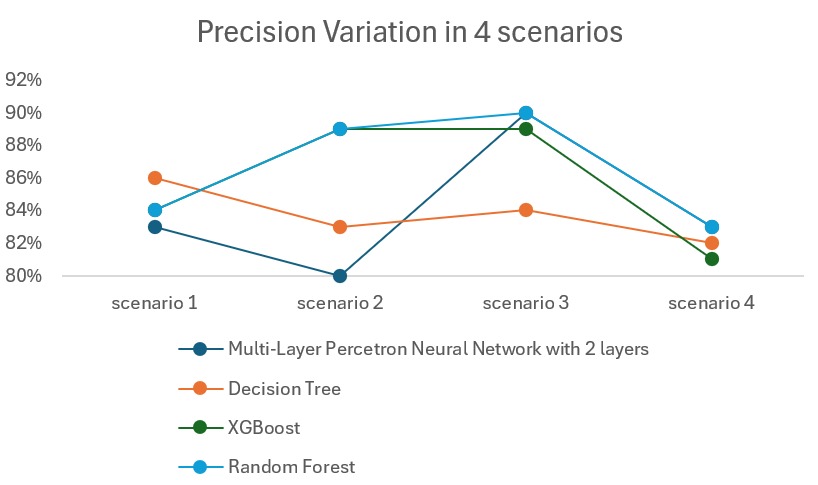 Precision Variation in 4 scenarios
92%
90%
88%
86%
84%
82%
80%
scenario 1 scenario 2 scenario 3 scenario 4
Multi-Layer Percetron Neural Network with 2 layers
Decision Tree
XGBoost
Random Forest